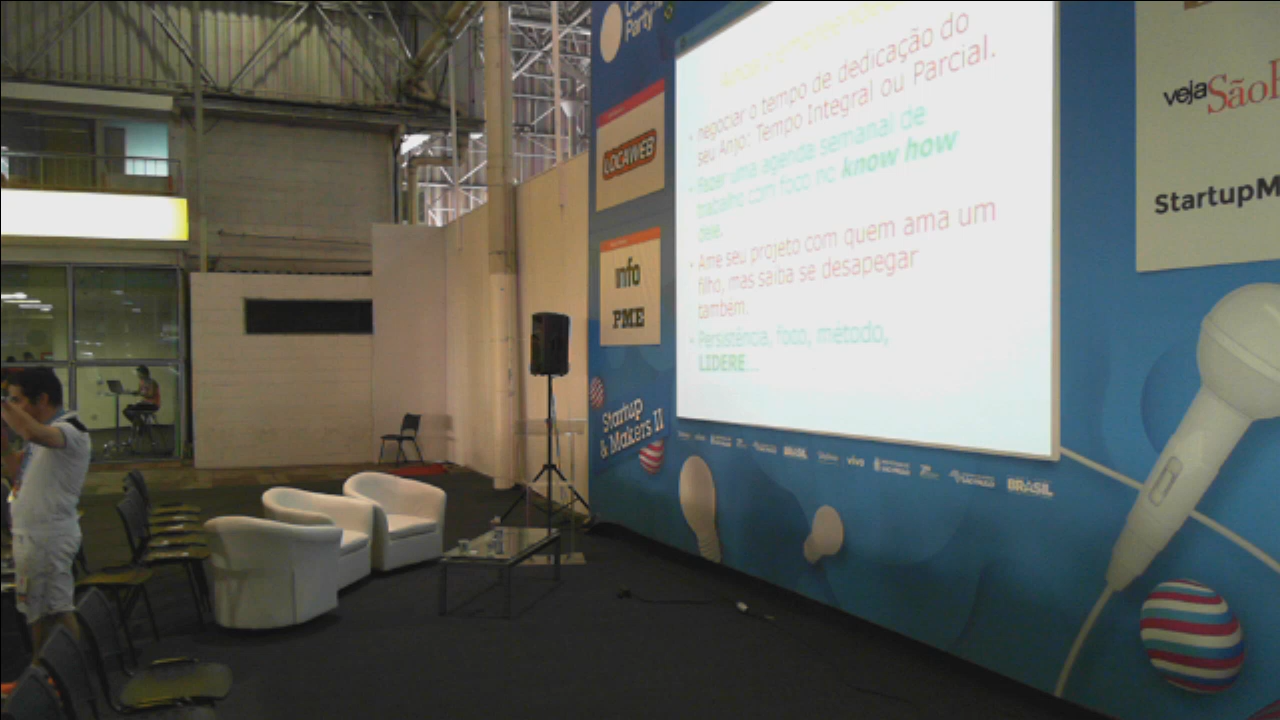 Party
LOCAWEB
info
PME
Startup
& Makers II
negociar o tempo de dedicação do
seu Anjo: Tempo Integral ou Parcial.
Fazer uma agenda semanal de
trabalho com foco no know how
dele.
Ame seu projeto com quem ama um
filho, mas saiba se desapegar
também.
Persistência, foco, método,
LIDERE...
vivo
BRASIL
BRASIL
veja São P
StartupM